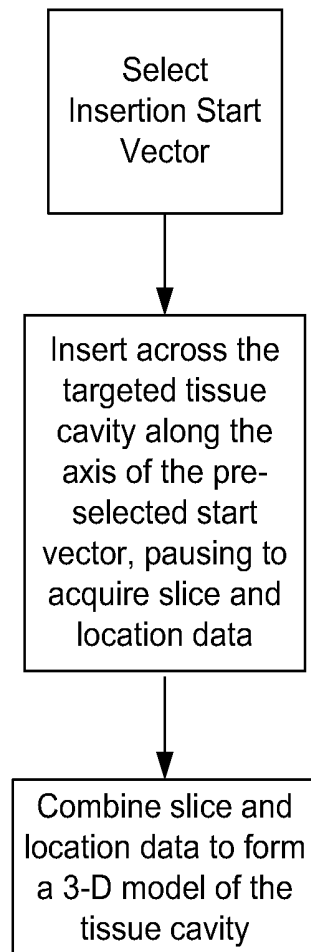 Select
Insertion Start
Vector
Insert across the
targeted tissue
cavity along the
axis of the pre-
selected start
vector, pausing to
acquire slice and
location data
Combine slice and
location data to form
a 3-D model of the
tissue cavity